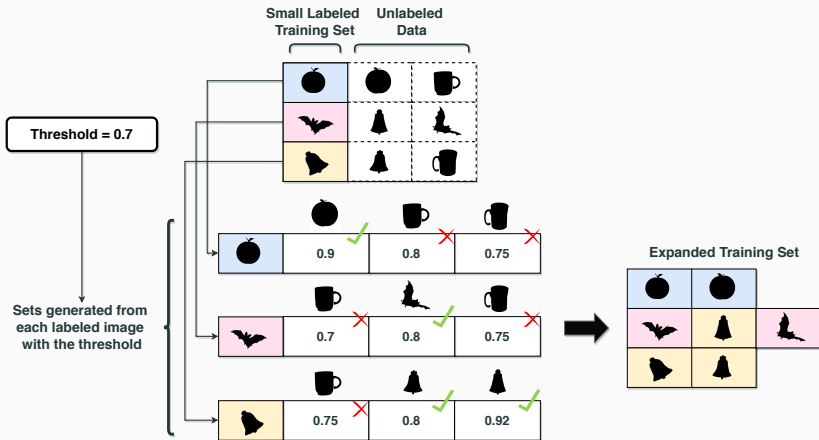 Small Labeled
Training Set
Unlabeled
Data
Threshold = 0.7
0.9
0.8
0.75
Expanded Training Set
Sets generated from
each labeled image
with the threshold
0.7
0.8
0.75
0.75
0.8
0.92